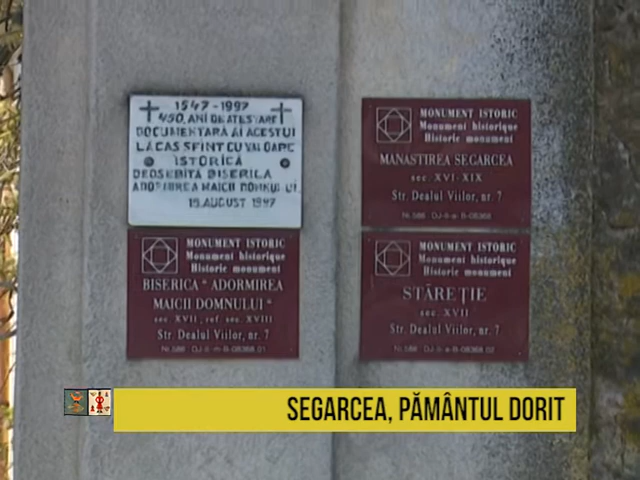 1547-1997
450 ANI DE ATESTARE
DOCUMENTARĂ AI ACESTUI
LĂCAS SFÎNT CU VALOARE
ISTORICĂ
DEOSEBITĂ BISERICA
ADORMIREA MAICII DOMNULUI
15 AUGUST 1997
MONUMENT ISTORIC
Monument historique
Historic monument
BISERICA " ADORMIREA
MAICII DOMNULUI "
sec. XVII, ref. sec. XVIII
Str. Dealul Viilor, nr. 7
MONUMENT ISTORIC
Monument historique
Historic monument
MANASTIREA SEGARCEA
sec. XVI-XIX
Str. Dealul Viilor, nr. 7
MONUMENT ISTORIC
Monument historique
Historic monument
STĂREȚIE
sec. XVII
Str. Dealul Viilor, nr. 7
SEGARCEA, PĂMÂNTUL DORIT